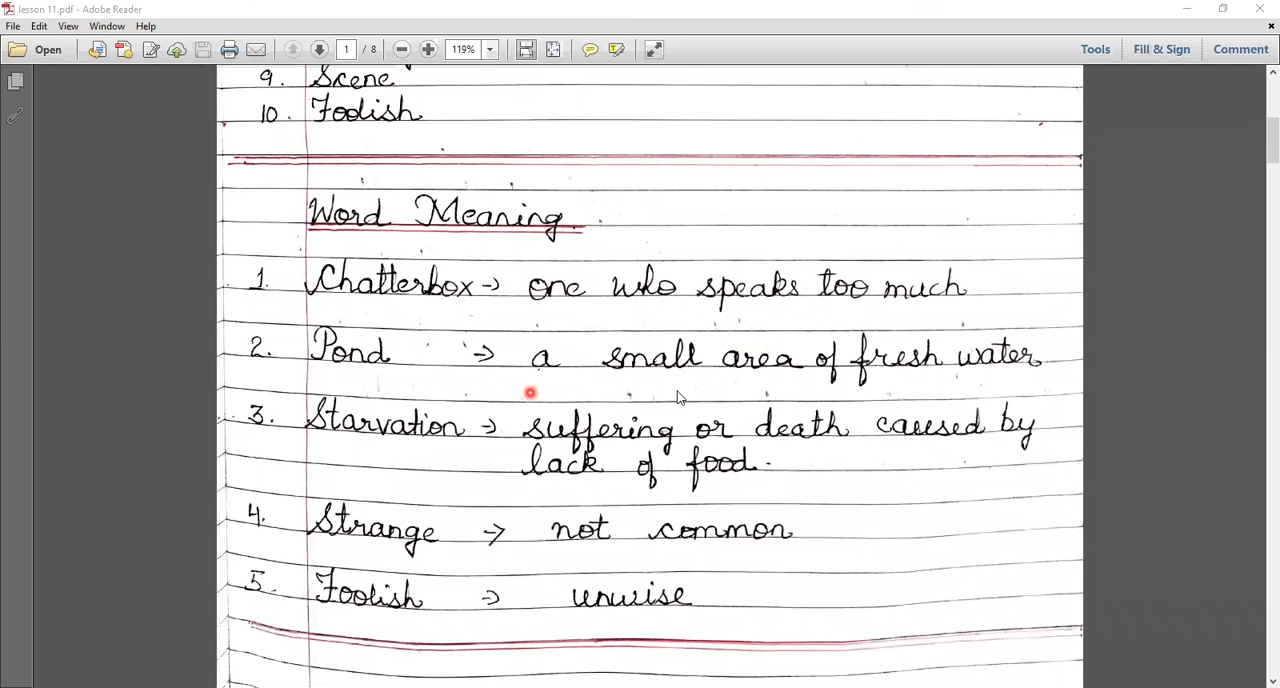 lesson 11.pdf - Adobe Reader
File Edit View Window Help
Open 1 / 8 119% Tools Fill & Sign Comment
9. Scene
10. Foolish
Word Meaning
1. Chatterbox → one who speaks too much
2. Pond → a small area of fresh water
3. Starvation → suffering or death caused by
lack of food.
4. Strange → not common
5. Foolish → unwise